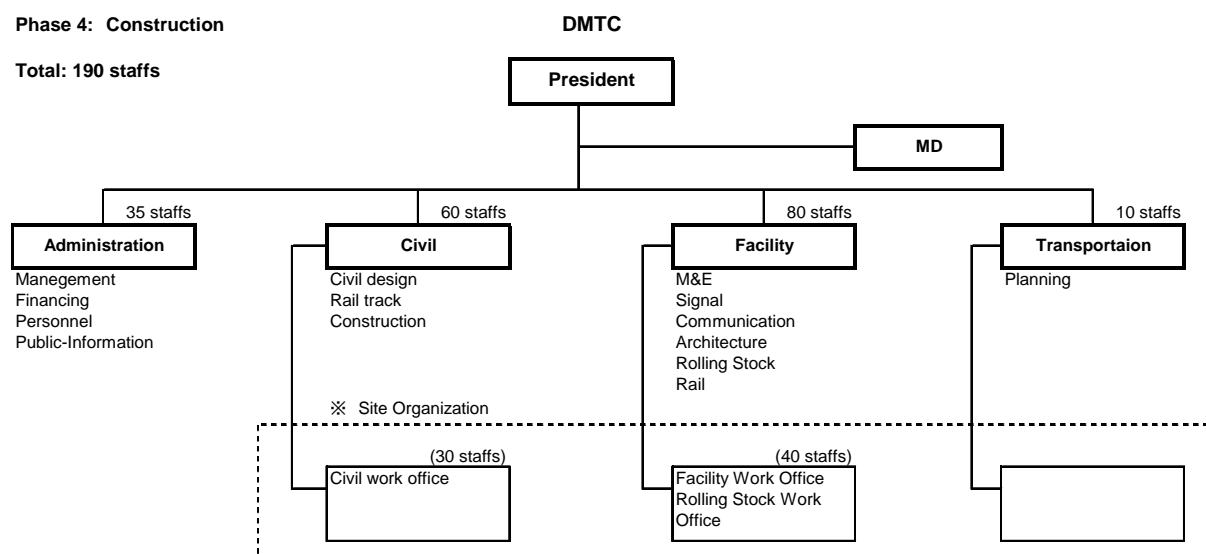 Phase 4: Construction
DMTC
Total: 190 staffs
President
MD
35 staffs
60 staffs
80 staffs
10 staffs
Administration
Civil
Facility
Transportaion
Manegement
Financing
Personnel
Public-Information
Civil design
Rail track
Construction
M&E
Signal
Communication
Architecture
Rolling Stock
Rail
Planning
※ Site Organization
(30 staffs)
(40 staffs)
Civil work office
Facility Work Office
Rolling Stock Work
Office